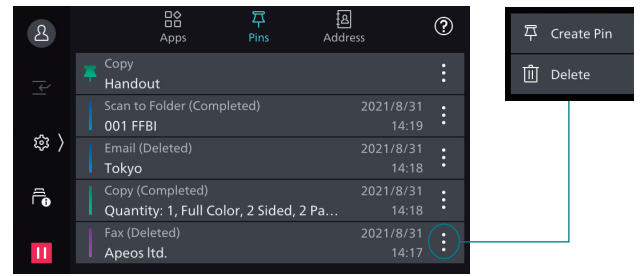 Apps
Pins
Address
?
Copy
Handout
Scan to Folder (Completed) 2021/8/31
001 FFBI 14:19
Email (Deleted) 2021/8/31
Tokyo 14:18
Copy (Completed) 2021/8/31
Quantity: 1, Full Color, 2 Sided, 2 Pa... 14:18
Fax (Deleted) 2021/8/31
Apeos ltd. 14:17
Create Pin
Delete